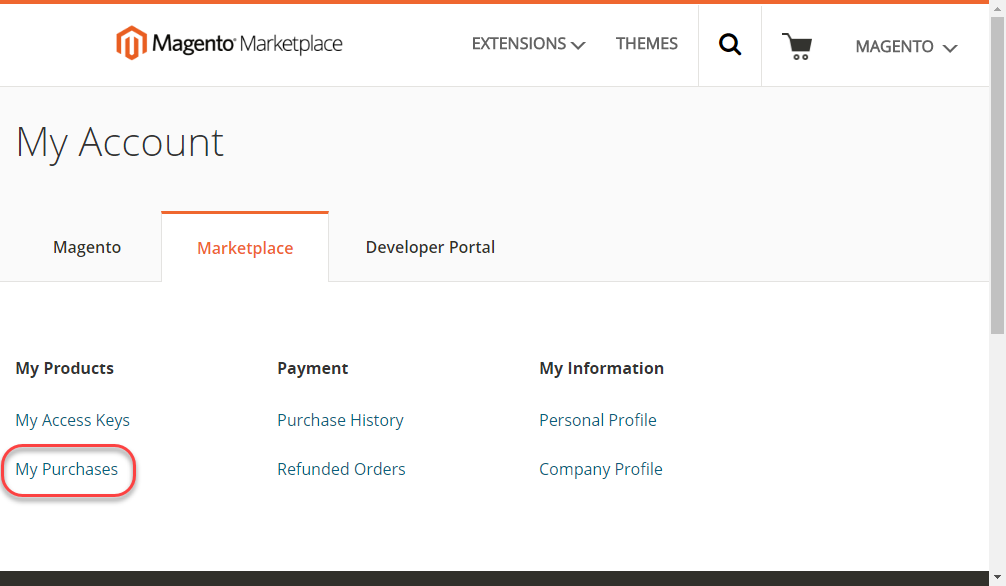 Magento® Marketplace
EXTENSIONS
THEMES
MAGENTO
My Account
Magento
Marketplace
Developer Portal
My Products
Payment
My Information
My Access Keys
Purchase History
Personal Profile
My Purchases
Refunded Orders
Company Profile